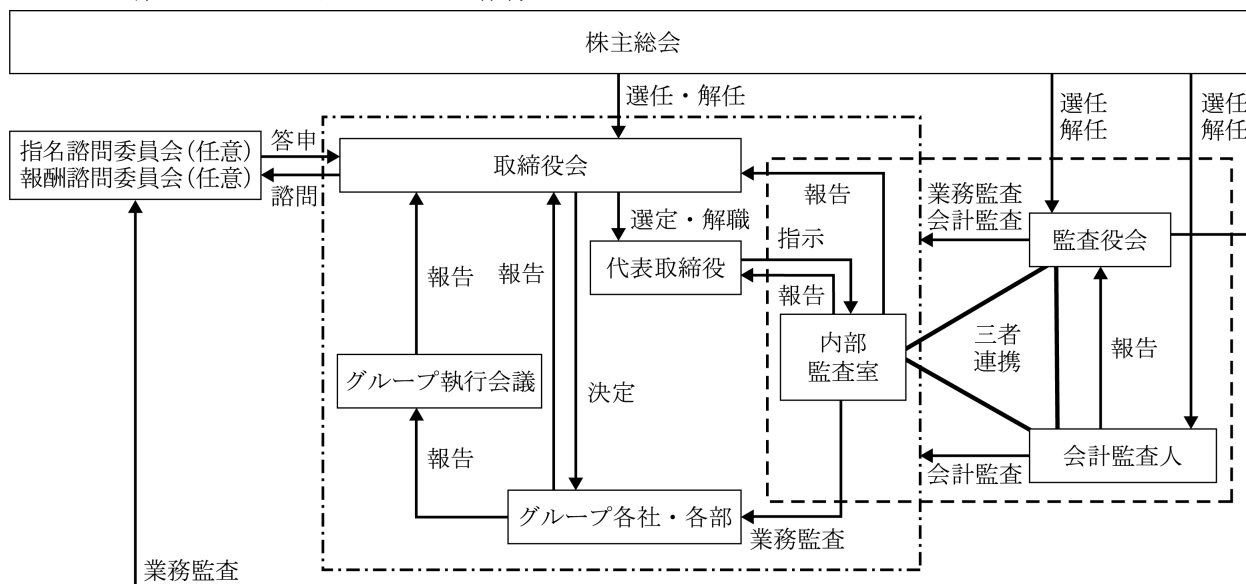 株主総会
選任・解任
選任
解任
選任
解任
指名諮問委員会(任意)
報酬諮問委員会(任意)
答申
諮問
取締役会
報告
業務監査
会計監査
監査役会
選定・解職
指示
代表取締役
報告
報告
報告
内部
監査室
三者
連携
報告
グループ執行会議
決定
報告
会計監査人
会計監査
グループ各社・各部
業務監査
業務監査